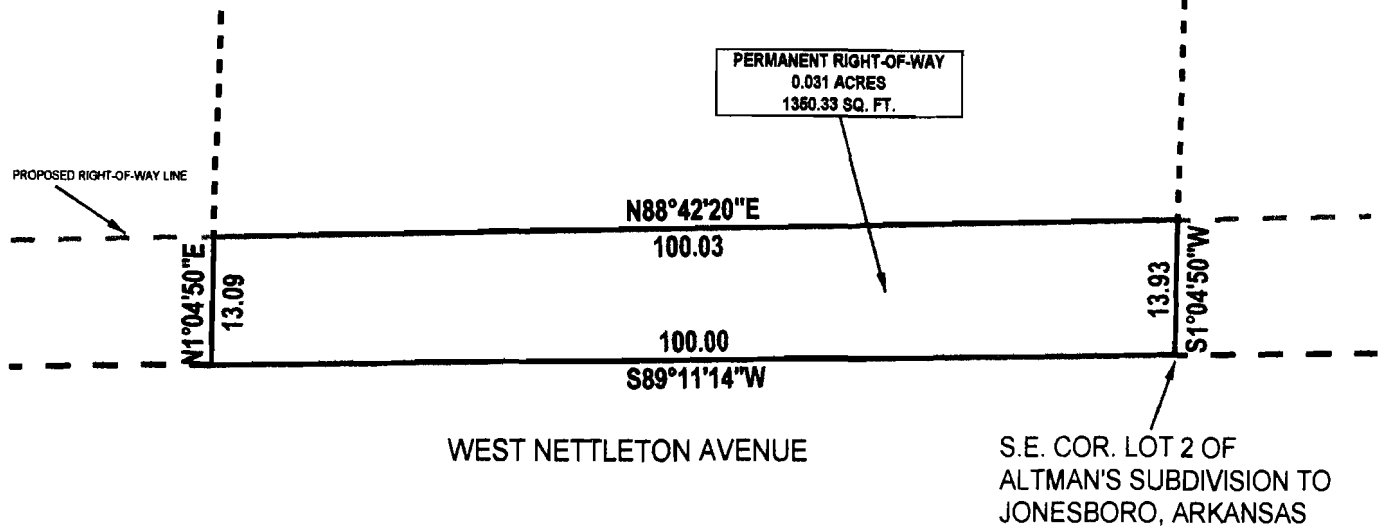 PERMANENT RIGHT-OF-WAY
0.031 ACRES
1350.33 SQ. FT.
PROPOSED RIGHT-OF-WAY LINE
N88°42'20"E
100.03
N1°04'50"E
13.09
13.93
S1°04'50"W
100.00
S89°11'14"W
WEST NETTLETON AVENUE
S.E. COR. LOT 2 OF
ALTMAN'S SUBDIVISION TO
JONESBORO, ARKANSAS